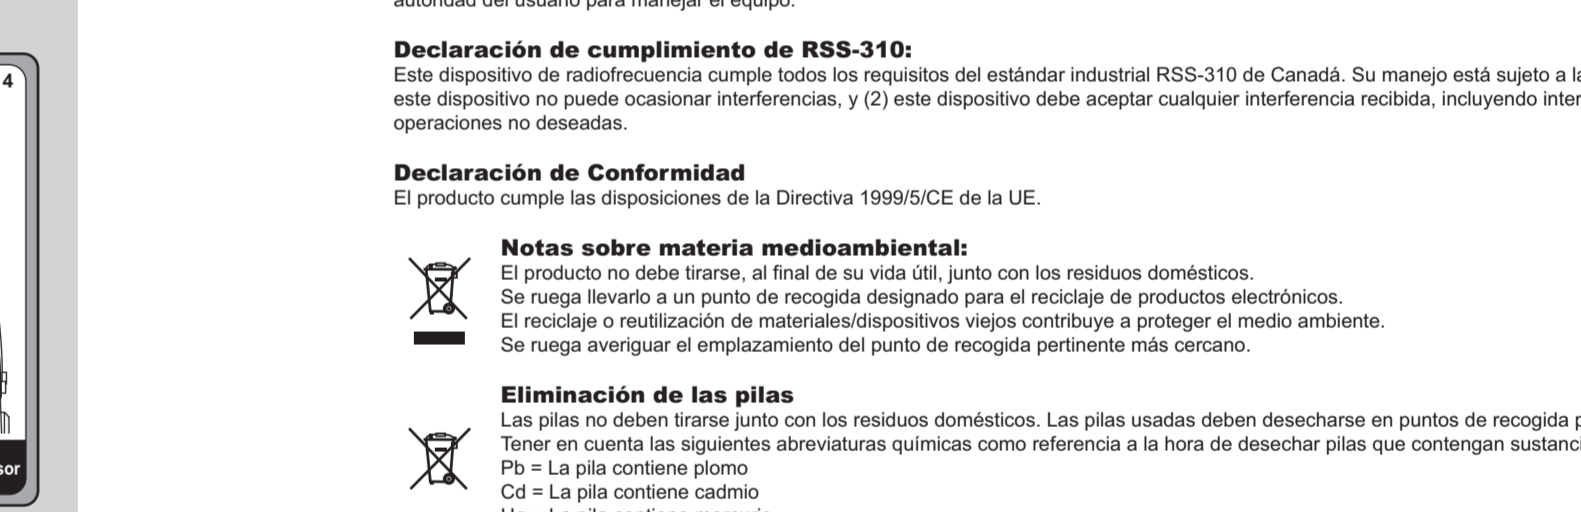 autoridad del usuario para manejar el equipo.
Declaración de cumplimiento de RSS-310:
4
Este dispositivo de radiofrecuencia cumple todos los requisitos del estándar industrial RSS-310 de Canadá. Su manejo está sujeto a
este dispositivo no puede ocasionar interferencias, y (2) este dispositivo debe aceptar cualquier interferencia recibida, incluyendo
operaciones no deseadas.
Declaración de Conformidad
El producto cumple las disposiciones de la Directiva 1999/5/CE de la UE.
Notas sobre materia medioambiental:
El producto no debe tirarse, al final de su vida útil, junto con los residuos domésticos.
Se ruega llevarlo a un punto de recogida designado para el reciclaje de productos electrónicos.
El reciclaje o reutilización de materiales/dispositivos viejos contribuye a proteger el medio ambiente.
Se ruega averiguar el emplazamiento del punto de recogida pertinente más cercano.
Eliminación de las pilas
Las pilas no deben tirarse junto con los residuos domésticos. Las pilas usadas deben desecharse en puntos de recogida
Tener en cuenta las siguientes abreviaturas químicas como referencia a la hora de desechar pilas que contengan
Pb = La pila contiene plomo
Cd = La pila contiene cadmio